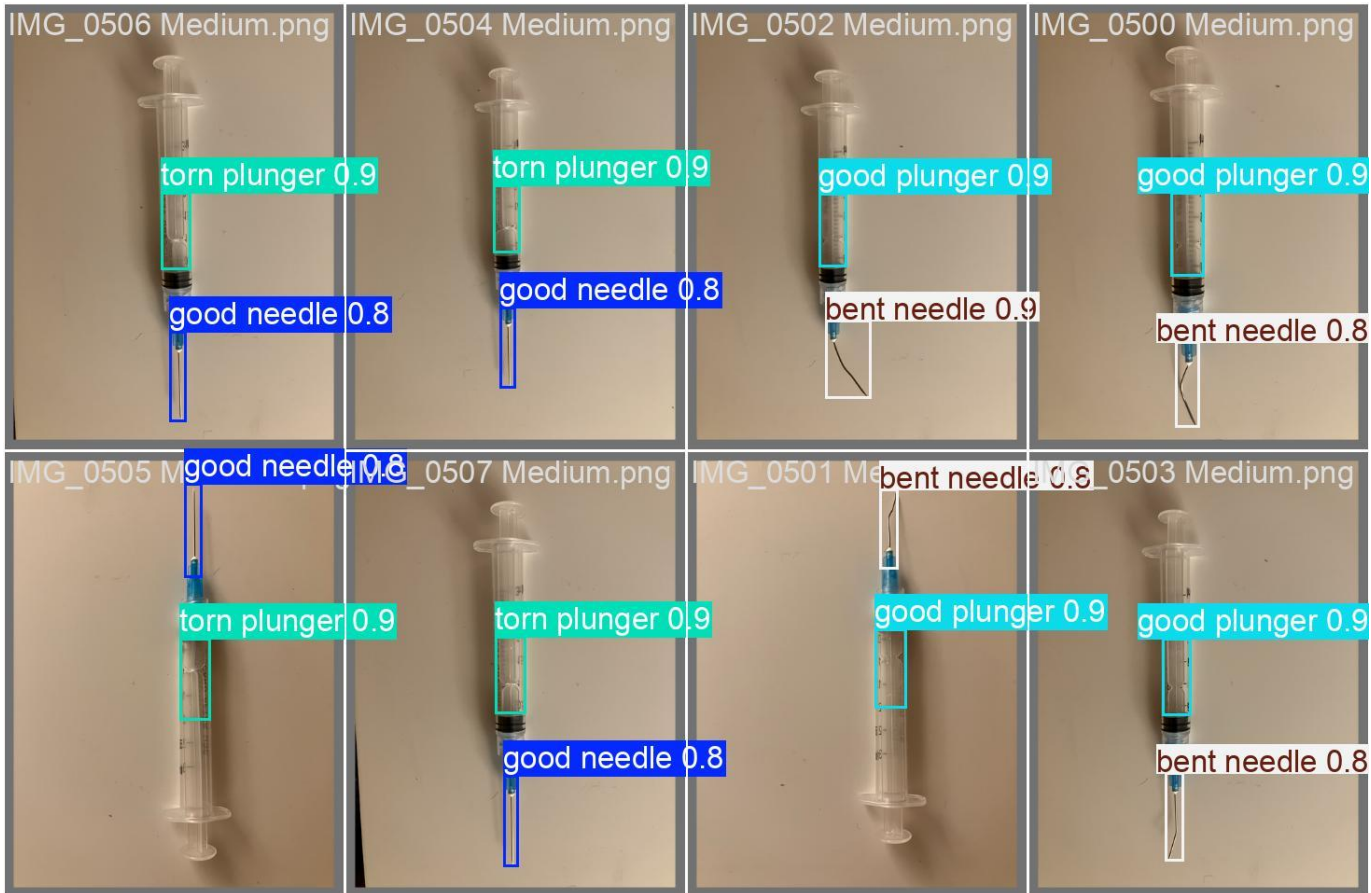 IMG_0506 Medium.png
torn plunger 0.9
good needle 0.8
IMG_0504 Medium.png
torn plunger 0.9
good needle 0.8
IMG_0502 Medium.png
good plunger 0.9
bent needle 0.9
IMG_0500 Medium.png
good plunger 0.9
bent needle 0.8
IMG_0505
good needle 0.8
torn plunger 0.9
0507 Medium.png
torn plunger 0.9
good needle 0.8
IMG_0501
bent needle 0.8
good plunger 0.9
0503 Medium.png
good plunger 0.9
bent needle 0.8